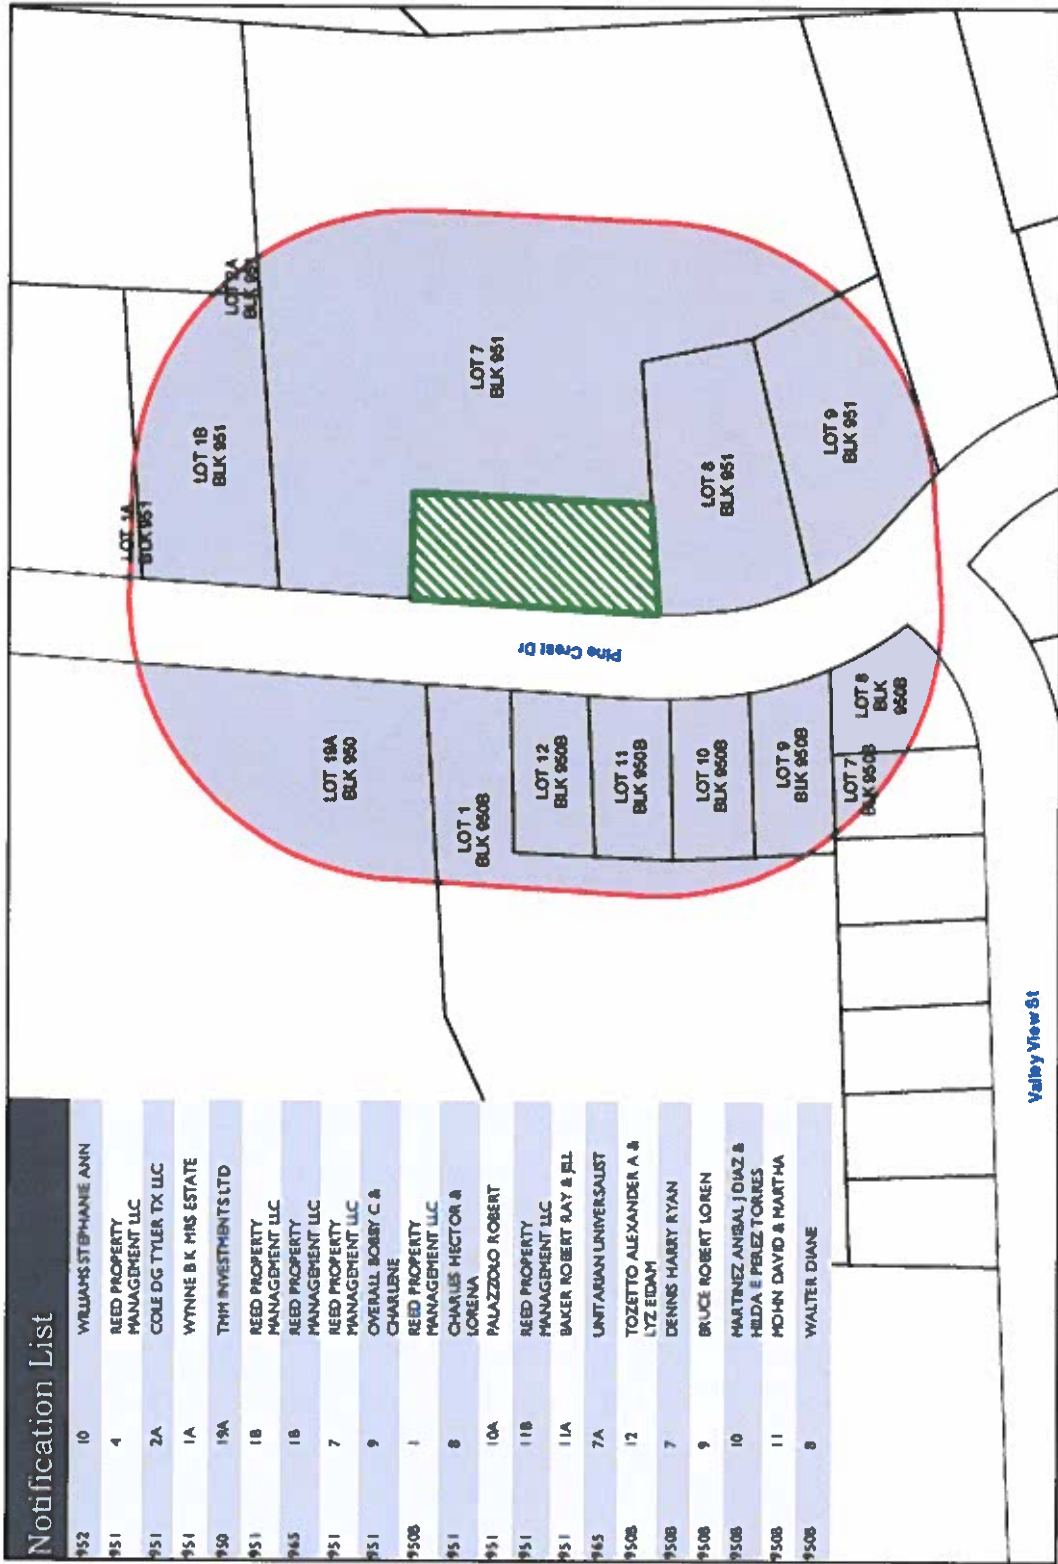 Notification List
952 10 WILLIAMS STEPHANIE ANN
951 4 REED PROPERTY
MANAGEMENT LLC
951 2A COLE DG TYLER TX LLC
951 1A WYNNE B K MRS ESTATE
950 19A TMM INVESTMENTS LTD
951 1B REED PROPERTY
MANAGEMENT LLC
965 1B REED PROPERTY
MANAGEMENT LLC
951 7 REED PROPERTY
MANAGEMENT LLC
951 9 OVERALL BOBBY C &
CHARLENE
950B 1 REED PROPERTY
MANAGEMENT LLC
951 8 CHARLES HECTOR &
LORENA
951 10A PALAZZOLO ROBERT
951 11B REED PROPERTY
MANAGEMENT LLC
951 11A BAKER ROBERT RAY & JILL
965 7A UNITARIAN UNIVERSALIST
950B 12 TOZETTO ALEXANDER A &
LYZ EIDAM
950B 7 DENNIS HARRY RYAN
950B 9 BRUCE ROBERT LOREN
950B 10 MARTINEZ ANIBAL J DIAZ &
HILDA E PEREZ TORRES
950B 11 MOHN DAVID & MARTHA
950B 8 WALTER DIANE
LOT 1A
BLK 951
LOT 2A
BLK 951
LOT 1B
BLK 951
LOT 7
BLK 951
LOT 8
BLK 951
LOT 9
BLK 951
Pine Crest Dr
LOT 19A
BLK 950
LOT 1
BLK 950B
LOT 12
BLK 950B
LOT 11
BLK 950B
LOT 10
BLK 950B
LOT 9
BLK 950B
LOT 8
BLK
950B
LOT 7
BLK 950B
Valley View St